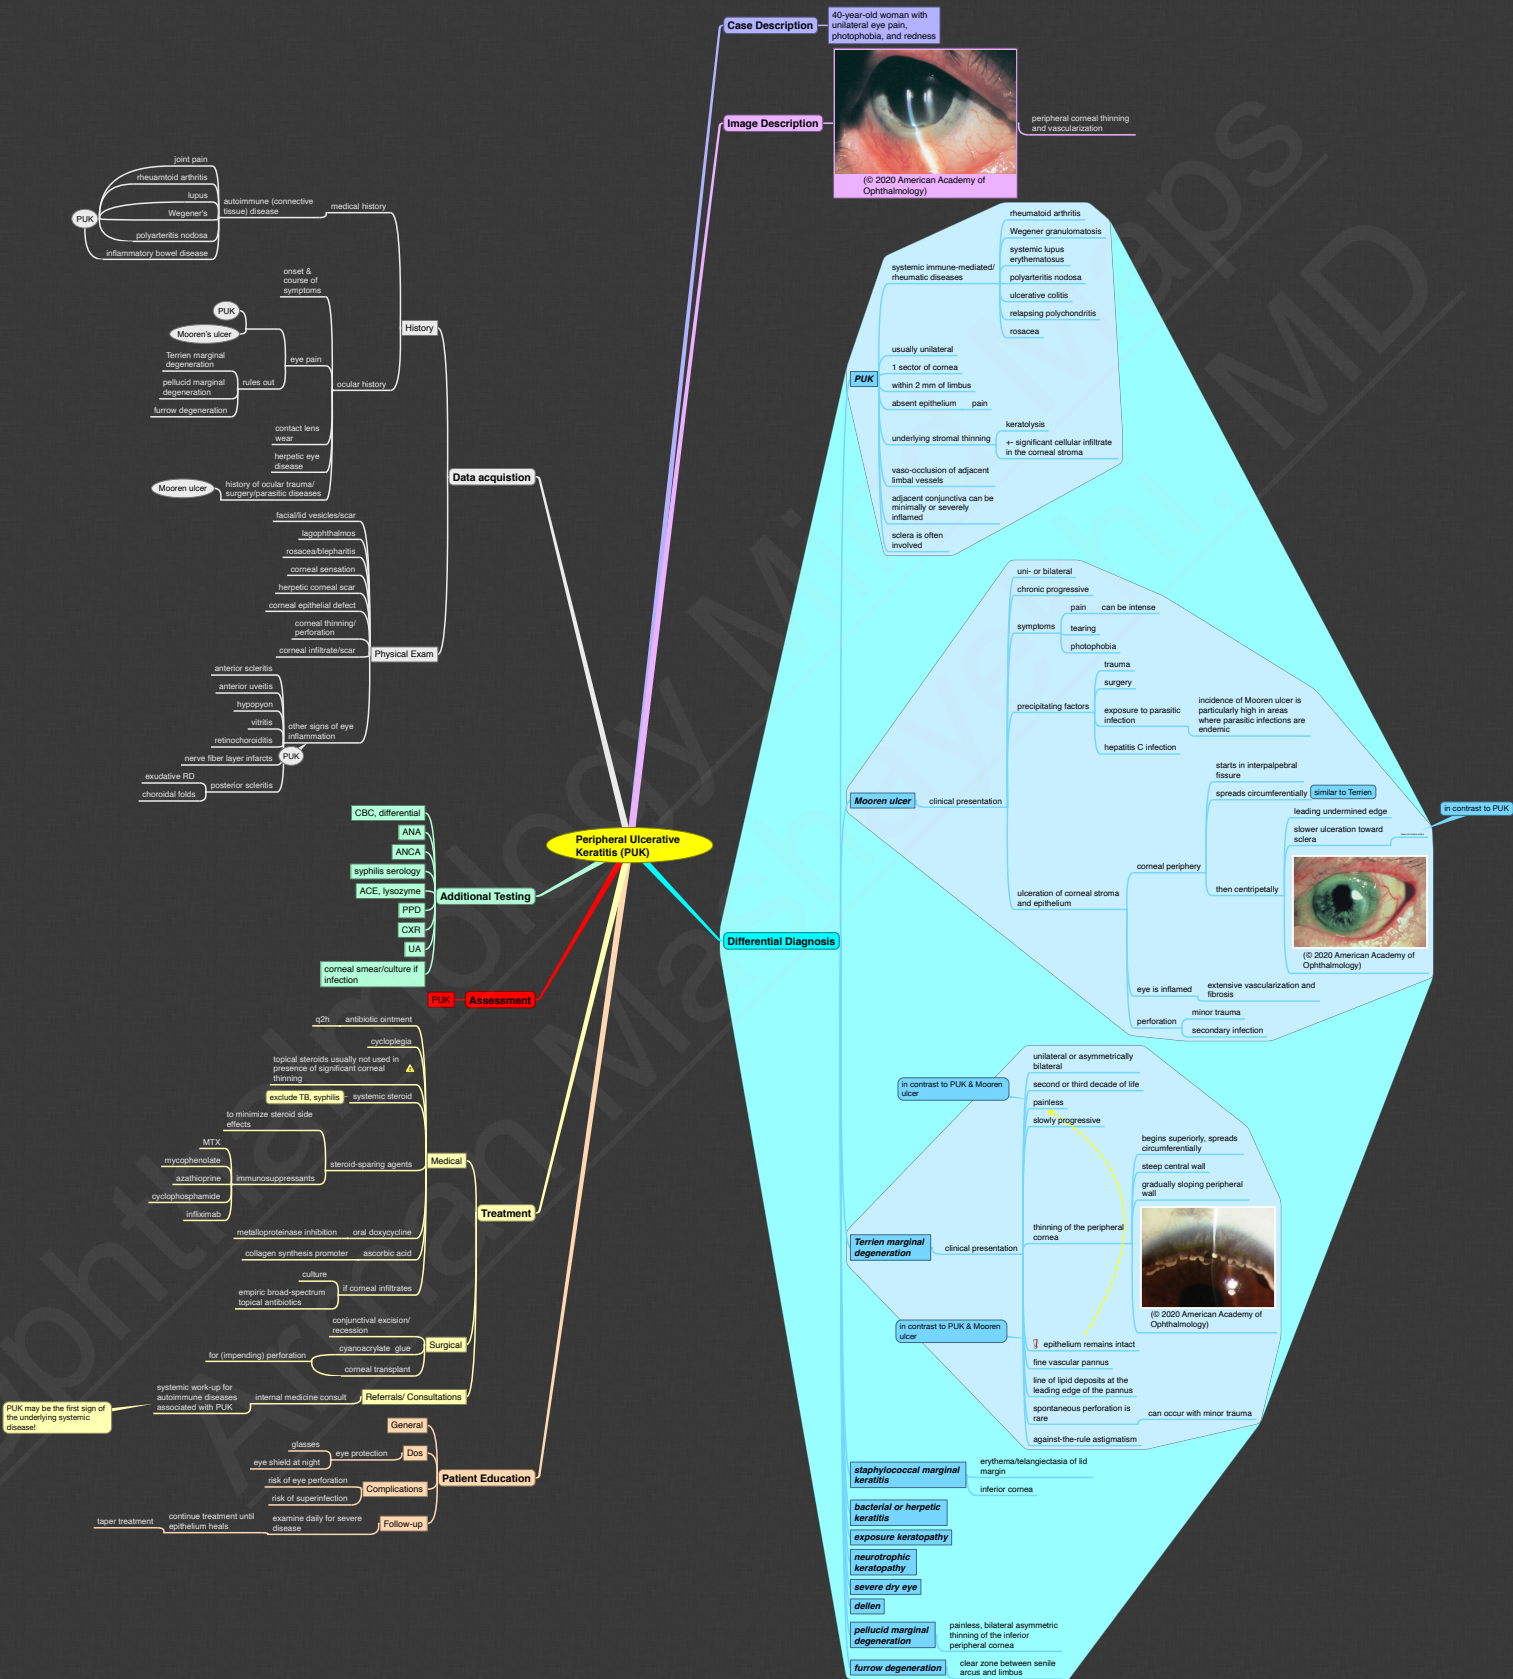 Case Description
40-year-old woman with
unilateral eye pain,
photophobia, and redness
Image Description
(© 2020 American Academy of
Ophthalmology)
peripheral corneal thinning
and vascularization
Peripheral Ulcerative
Keratitis (PUK)
Data acquistion
History
medical history
autoimmune (connective
tissue) disease
joint pain
rheuamtoid arthritis
lupus
Wegener's
polyarteritis nodosa
inflammatory bowel disease
PUK
ocular history
onset &
course of
symptoms
eye pain
PUK
Mooren's ulcer
rules out
Terrien marginal
degeneration
pellucid marginal
degeneration
furrow degeneration
contact lens
wear
herpetic eye
disease
history of ocular trauma/
surgery/parasitic diseases
Mooren ulcer
Physical Exam
facial/lid vesicles/scar
lagophthalmos
rosacea/blepharitis
corneal sensation
herpetic corneal scar
corneal epithelial defect
corneal thinning/
perforation
corneal infiltrate/scar
other signs of eye
inflammation
PUK
anterior scleritis
anterior uveitis
hypopyon
vitritis
retinochoroiditis
nerve fiber layer infarcts
posterior scleritis
exudative RD
choroidal folds
Additional Testing
CBC, differential
ANA
ANCA
syphilis serology
ACE, lysozyme
PPD
CXR
UA
corneal smear/culture if
infection
Assessment
PUK
Treatment
Medical
antibiotic ointment
q2h
cycloplegia
topical steroids usually not used in
presence of significant corneal
thinning
systemic steroid
exclude TB, syphilis
steroid-sparing agents
to minimize steroid side
effects
immunosuppressants
MTX
mycophenolate
azathioprine
cyclophosphamide
infliximab
oral doxycycline
metalloproteinase inhibition
ascorbic acid
collagen synthesis promoter
if corneal infiltrates
culture
empiric broad-spectrum
topical antibiotics
Surgical
conjunctival excision/
recession
cyanoacrylate glue
corneal transplant
for (impending) perforation
Referrals/ Consultations
internal medicine consult
systemic work-up for
autoimmune diseases
associated with PUK
PUK may be the first sign of
the underlying systemic
disease!
Patient Education
General
Dos
eye protection
glasses
eye shield at night
Complications
risk of eye perforation
risk of superinfection
Follow-up
examine daily for severe
disease
continue treatment until
epithelium heals
taper treatment
Differential Diagnosis
PUK
systemic immune-mediated/
rheumatic diseases
rheumatoid arthritis
Wegener granulomatosis
systemic lupus
erythematosus
polyarteritis nodosa
ulcerative colitis
relapsing polychondritis
rosacea
usually unilateral
1 sector of cornea
within 2 mm of limbus
absent epithelium
pain
underlying stromal thinning
keratolysis
+- significant cellular infiltrate
in the corneal stroma
vaso-occlusion of adjacent
limbal vessels
adjacent conjunctiva can be
minimally or severely
inflamed
sclera is often
involved
Mooren ulcer
clinical presentation
uni- or bilateral
chronic progressive
symptoms
pain
can be intense
tearing
photophobia
precipitating factors
trauma
surgery
exposure to parasitic
infection
incidence of Mooren ulcer is
particularly high in areas
where parasitic infections are
endemic
hepatitis C infection
ulceration of corneal stroma
and epithelium
corneal periphery
starts in interpalpebral
fissure
spreads circumferentially
similar to Terrien
then centripetally
leading undermined edge
slower ulceration toward
sclera
in contrast to PUK
(© 2020 American Academy of
Ophthalmology)
eye is inflamed
extensive vascularization and
fibrosis
perforation
minor trauma
secondary infection
Terrien marginal
degeneration
clinical presentation
unilateral or asymmetrically
bilateral
second or third decade of life
in contrast to PUK & Mooren
ulcer
painless
slowly progressive
thinning of the peripheral
cornea
begins superiorly, spreads
circumferentially
steep central wall
gradually sloping peripheral
wall
(© 2020 American Academy of
Ophthalmology)
in contrast to PUK & Mooren
ulcer
epithelium remains intact
fine vascular pannus
line of lipid deposits at the
leading edge of the pannus
spontaneous perforation is
rare
can occur with minor trauma
against-the-rule astigmatism
staphylococcal marginal
keratitis
erythema/telangiectasia of lid
margin
inferior cornea
bacterial or herpetic
keratitis
exposure keratopathy
neurotrophic
keratopathy
severe dry eye
dellen
pellucid marginal
degeneration
painless, bilateral asymmetric
thinning of the inferior
peripheral cornea
furrow degeneration
clear zone between senile
arcus and limbus